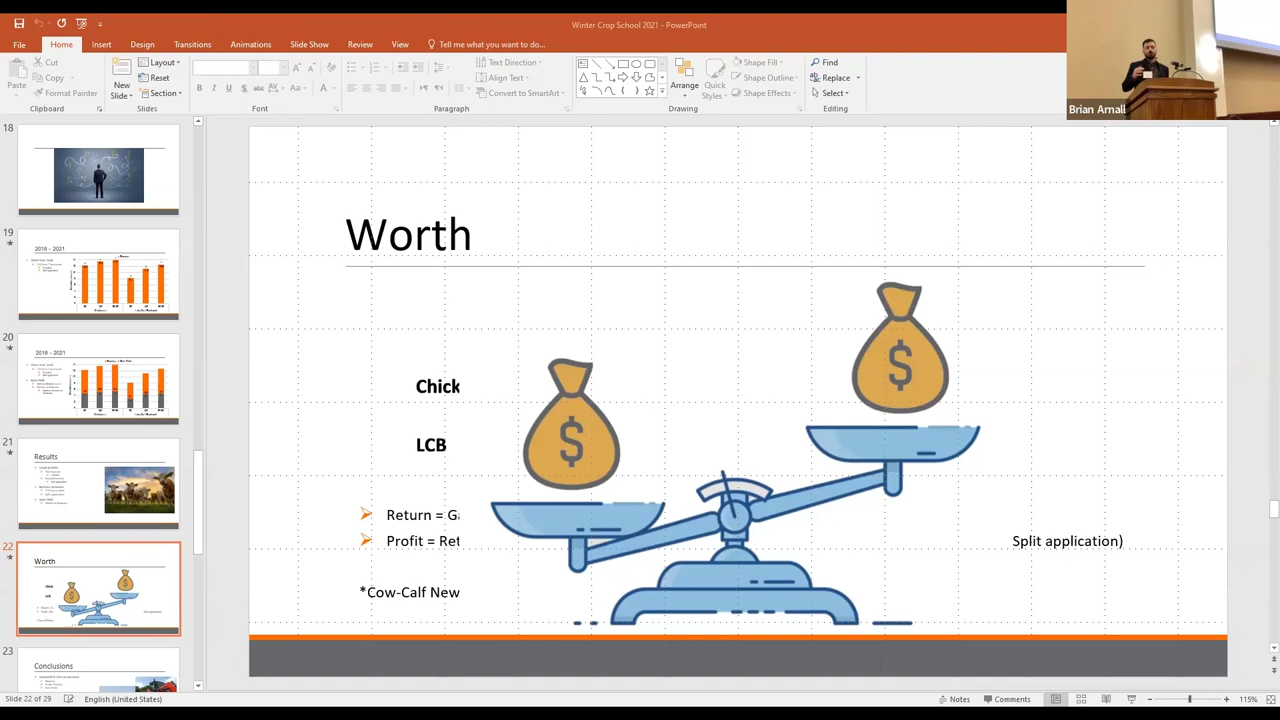 Winter Crop School 2021 - PowerPoint
File Home Insert Design Transitions Animations Slide Show Review View Tell me what you want to do...
Cut
Copy
Format Painter
Paste
Clipboard
New Slide
Layout
Reset
Section
Slides
Font
Text Direction
Align Text
Convert to SmartArt
Paragraph
Arrange
Quick Styles
Shape Fill
Shape Outline
Shape Effects
Drawing
Find
Replace
Select
Editing
Brian Arnall
18
19
2018 – 2021
20
2018 – 2021
21
Results
22
Worth
23
Conclusions
Worth
$
$
Chick
LCB
Return = G
Profit = Ret
Split application)
*Cow-Calf New
Slide 22 of 29 English (United States) Notes Comments 115%